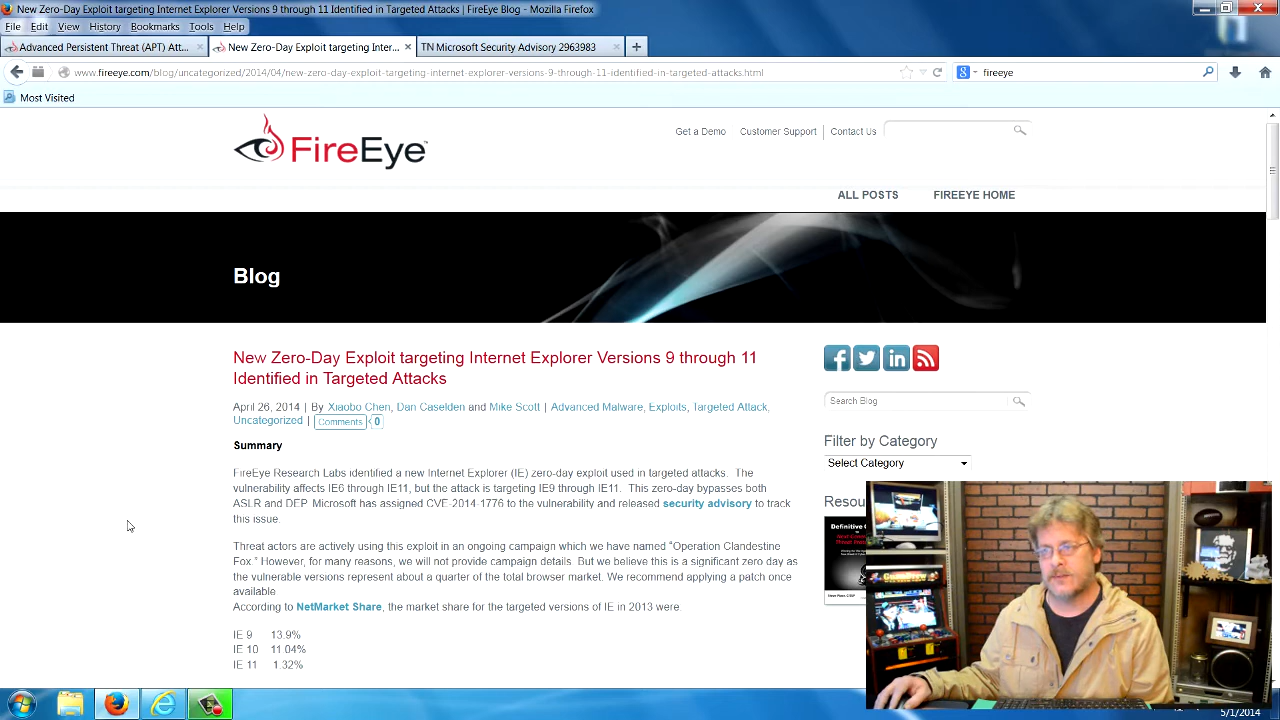 New Zero-Day Exploit targeting Internet Explorer Versions 9 through 11 Identified in Targeted Attacks | FireEye Blog - Mozilla Firefox
File Edit View History Bookmarks Tools Help
Advanced Persistent Threat (APT) Att... × New Zero-Day Exploit targeting Inter... × TN Microsoft Security Advisory 2963983 × +
www.fireeye.com/blog/uncategorized/2014/04/new-zero-day-exploit-targeting-internet-explorer-versions-9-through-11-identified-in-targeted-attacks.html
fireeye
Most Visited
FireEye
Get a Demo Customer Support Contact Us
ALL POSTS FIREEYE HOME
Blog
New Zero-Day Exploit targeting Internet Explorer Versions 9 through 11
Identified in Targeted Attacks
April 26, 2014 | By Xiaobo Chen, Dan Caselden and Mike Scott | Advanced Malware, Exploits, Targeted Attack,
Uncategorized | Comments 0
Summary
FireEye Research Labs identified a new Internet Explorer (IE) zero-day exploit used in targeted attacks. The
vulnerability affects IE6 through IE11, but the attack is targeting IE9 through IE11. This zero-day bypasses both
ASLR and DEP. Microsoft has assigned CVE-2014-1776 to the vulnerability and released security advisory to track
this issue.
Threat actors are actively using this exploit in an ongoing campaign which we have named "Operation Clandestine
Fox." However, for many reasons, we will not provide campaign details. But we believe this is a significant zero day as
the vulnerable versions represent about a quarter of the total browser market. We recommend applying a patch once
available
According to NetMarket Share, the market share for the targeted versions of IE in 2013 were:
IE 9 13.9%
IE 10 11.04%
IE 11 1.32%
Search Blog
Filter by Category
Select Category
Resou
Definitive
5/1/2014